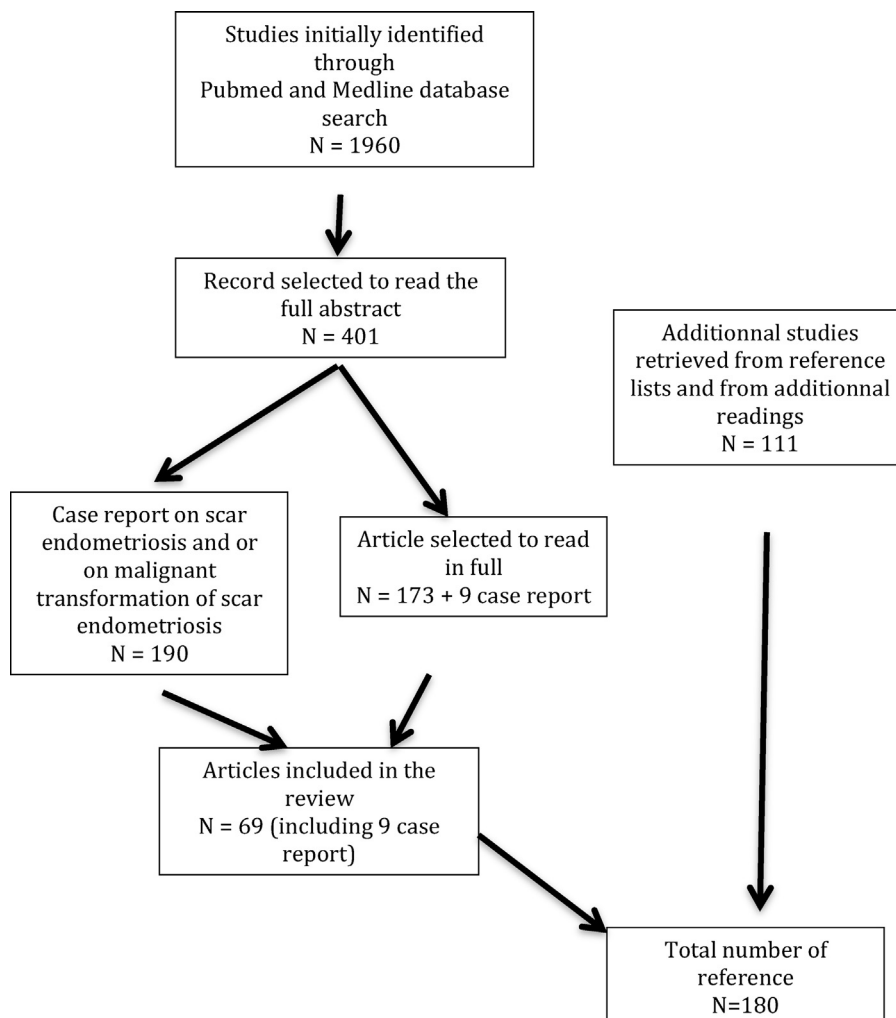 Studies initially identified
through
Pubmed and Medline database
search
N = 1960
Record selected to read the
full abstract
N = 401
Additionnal studies
retrieved from reference
lists and from additionnal
readings
N = 111
Case report on scar
endometriosis and or
on malignant
transformation of scar
endometriosis
N = 190
Article selected to read
in full
N = 173 + 9 case report
Articles included in the
review
N = 69 (including 9 case
report)
Total number of
reference
N=180